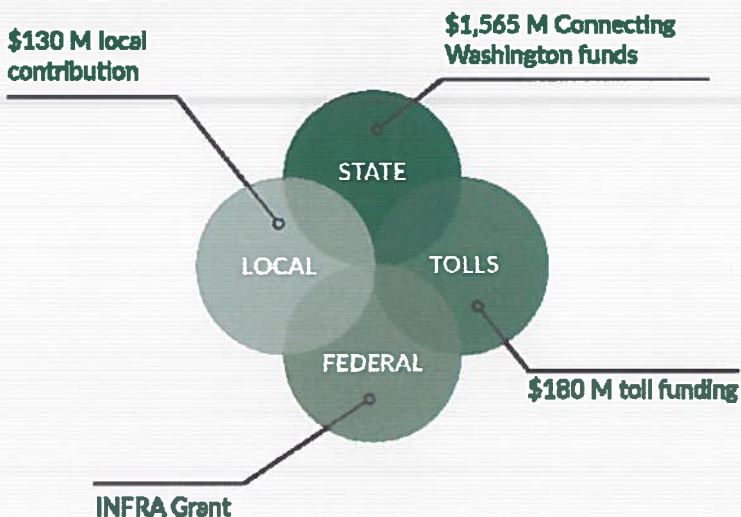 $130 M local
contribution
$1,565 M Connecting
Washington funds
STATE
LOCAL
TOLLS
FEDERAL
$180 M toll funding
INFRA Grant